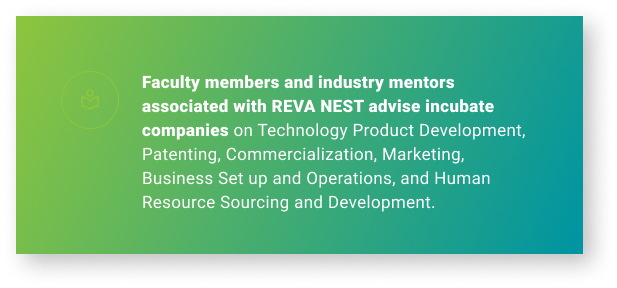 Faculty members and industry mentors
associated with REVA NEST advise incubate
companies on Technology Product Development,
Patenting, Commercialization, Marketing,
Business Set up and Operations, and Human
Resource Sourcing and Development.